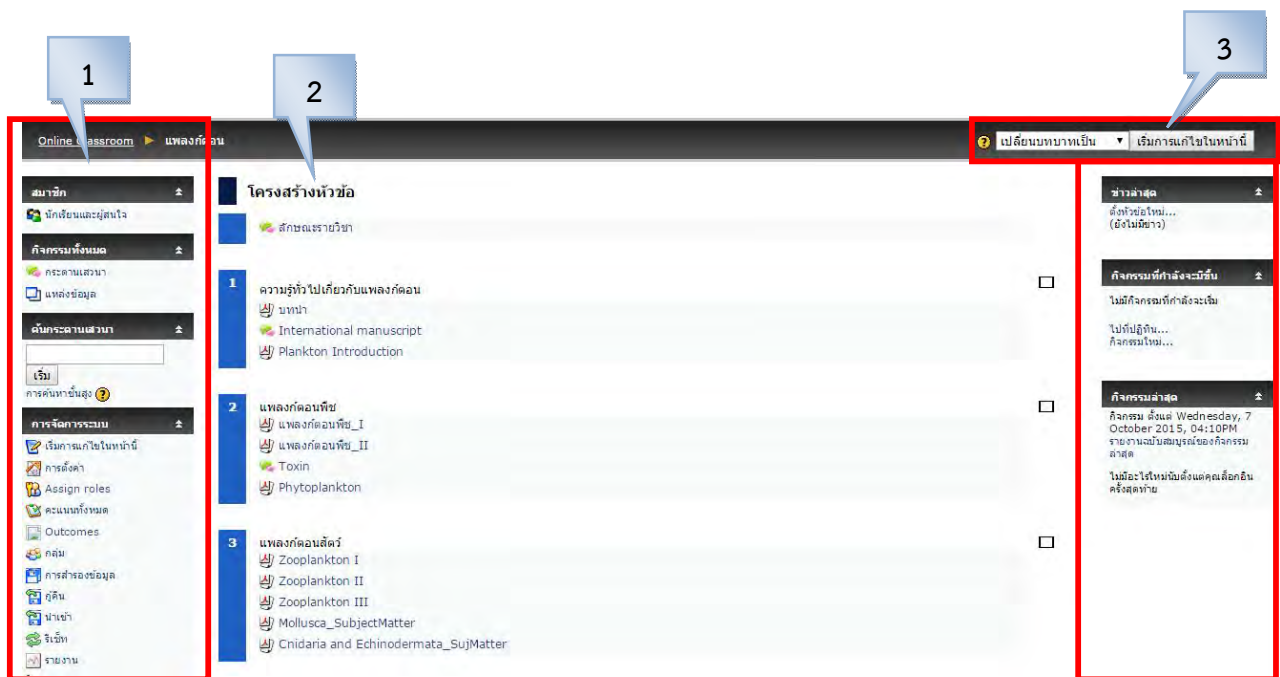 1
2
3
Online Classroom ► แพลงก์ตอน
เปลี่ยนบทบาทเป็น
เริ่มการแก้ไขในหน้านี้
สมาชิก
นักเรียนและผู้สนใจ
กิจกรรมทั้งหมด
กระดานเสวนา
แหล่งข้อมูล
ค้นกระดานเสวนา
เริ่ม
การค้นหาขั้นสูง
การจัดการระบบ
เริ่มการแก้ไขในหน้านี้
การตั้งค่า
Assign roles
คะแนนทั้งหมด
Outcomes
กลุ่ม
การสำรองข้อมูล
กู้คืน
นำเข้า
รีเซ็ท
รายงาน
โครงสร้างหัวข้อ
ลักษณะรายวิชา
1
ความรู้ทั่วไปเกี่ยวกับแพลงก์ตอน
บทนำ
International manuscript
Plankton Introduction
2
แพลงก์ตอนพืช
แพลงก์ตอนพืช_I
แพลงก์ตอนพืช_II
Toxin
Phytoplankton
3
แพลงก์ตอนสัตว์
Zooplankton I
Zooplankton II
Zooplankton III
Mollusca_SubjectMatter
Cnidaria and Echinodermata_SujMatter
ข่าวล่าสุด
ตั้งหัวข้อใหม่...
(ยังไม่มีข่าว)
กิจกรรมที่กำลังจะมีขึ้น
ไม่มีกิจกรรมที่กำลังจะเริ่ม
ไปที่ปฏิทิน...
กิจกรรมใหม่...
กิจกรรมล่าสุด
กิจกรรม ตั้งแต่ Wednesday, 7
October 2015, 04:10PM
รายงานฉบับสมบูรณ์ของกิจกรรม
ล่าสุด
ไม่มีอะไรใหม่นับตั้งแต่คุณล็อกอิน
ครั้งสุดท้าย